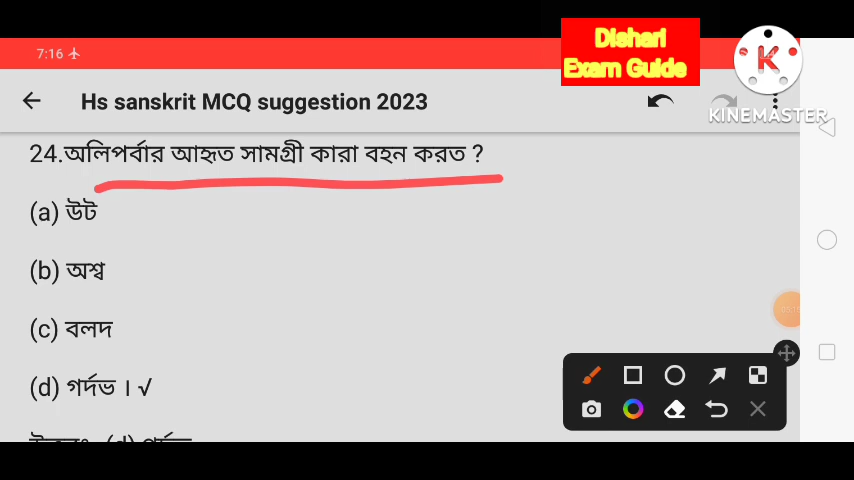 Dishari
Exam Guide
7:16
K
KINEMASTER
Hs sanskrit MCQ suggestion 2023
24.অলিপর্বার আহৃত সামগ্রী কারা বহন করত ?
(a) উট
(b) অশ্ব
(c) বলদ
(d) গর্দভ । √